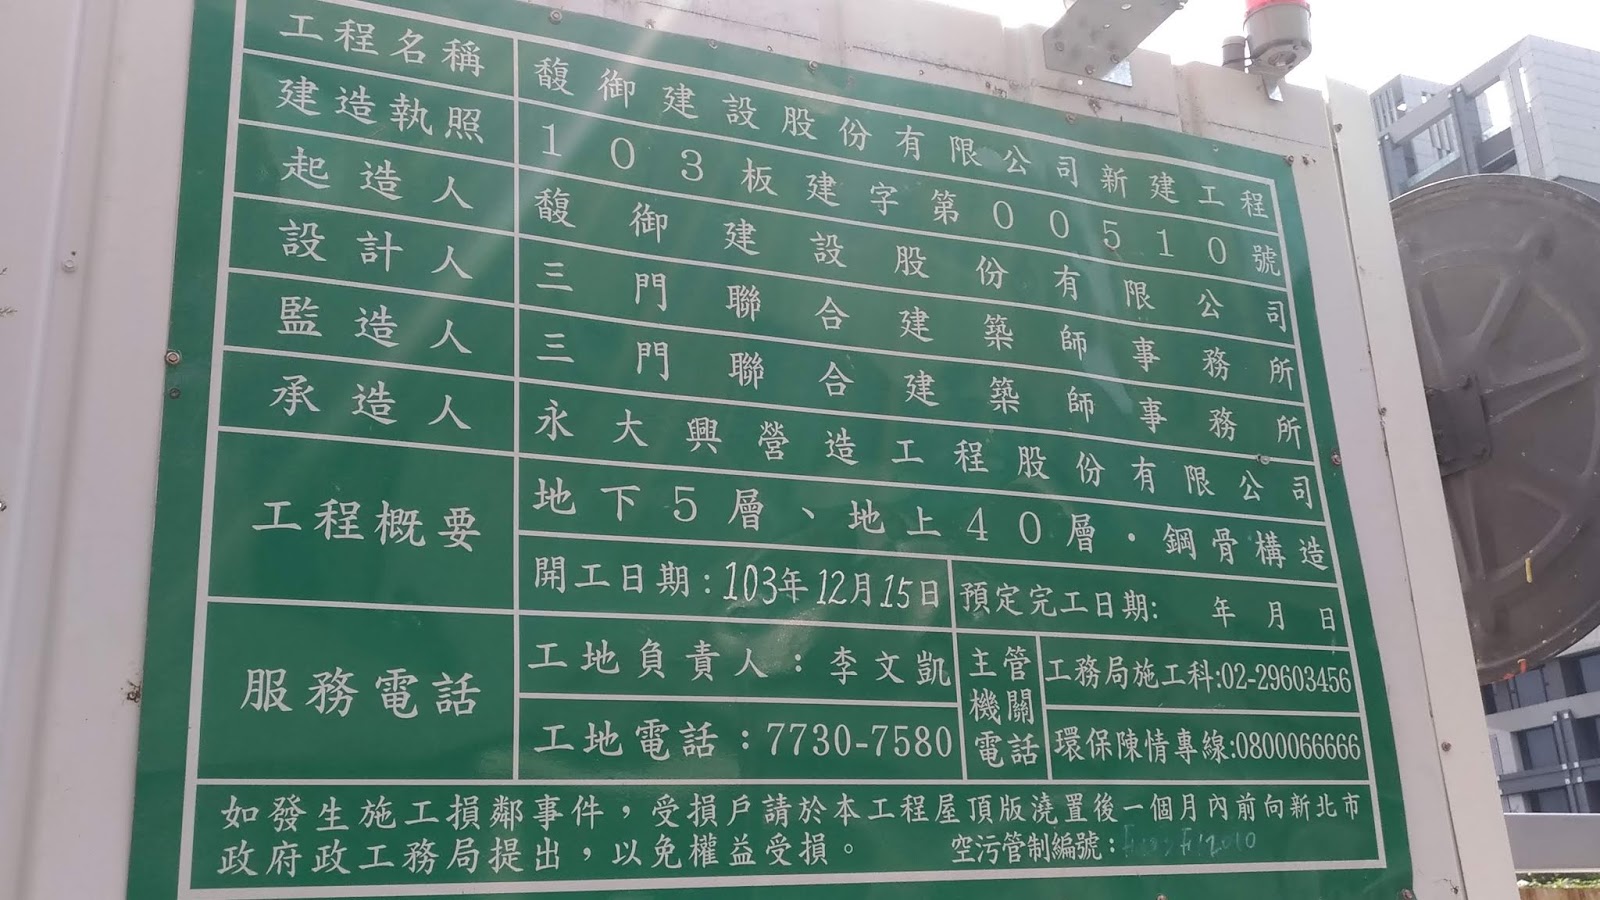 工程名稱 馥御建設股份有限公司新建工程
建造執照 103板建字第00510號
起造人 馥御建設股份有限公司
設計人 三門聯合建築師事務所
監造人 三門聯合建築師事務所
承造人 永大興營造工程股份有限公司
工程概要 地下5層、地上40層·鋼骨構造
開工日期:103年12月15日 預定完工日期: 年 月 日
服務電話 工地負責人:李文凱
工地電話:7730-7580
主管機關電話 工務局施工科:02-29603456
環保陳情專線:0800066666
如發生施工損鄰事件,受損戶請於本工程屋頂版澆置後一個月內前向新北市
政府政工務局提出,以免權益受損。 空污管制編號: